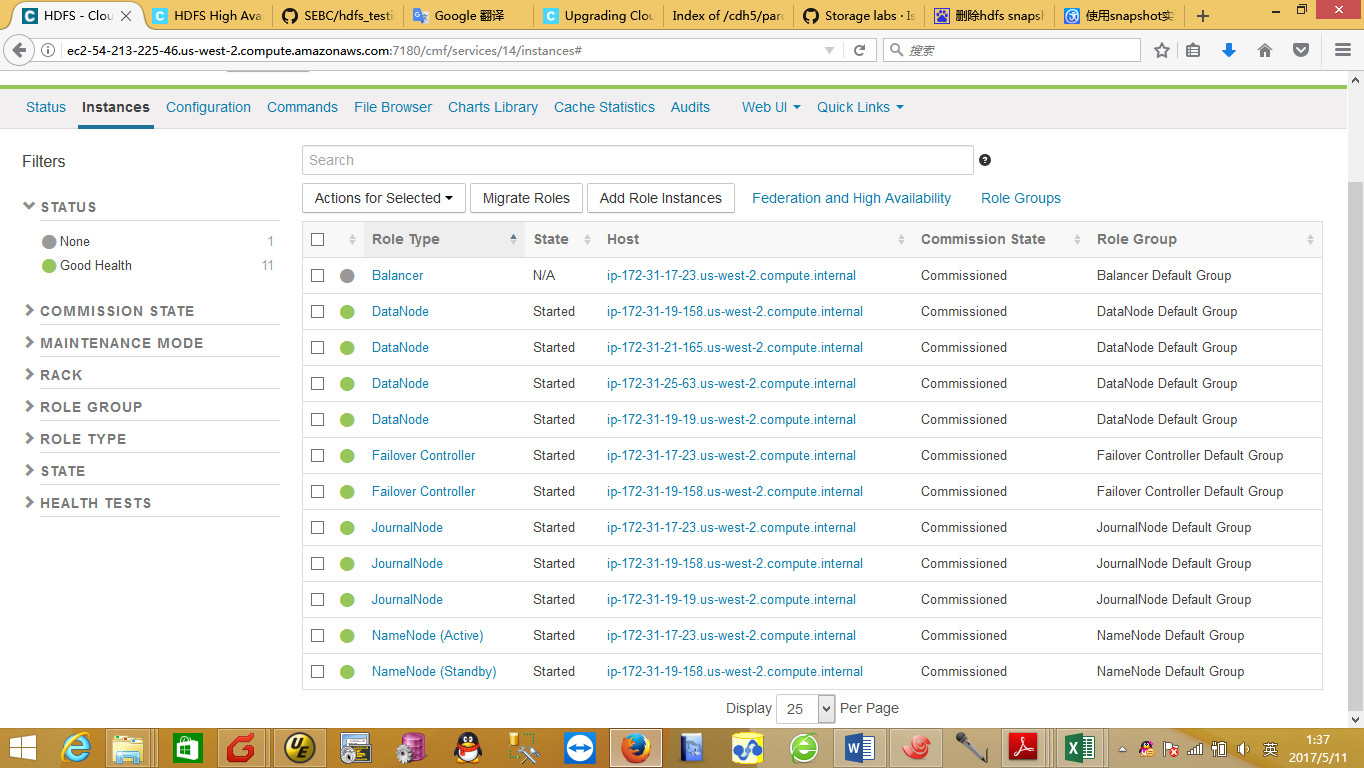 HDFS - Clou
HDFS High Ava
SEBC/hdfs_testi
Google 翻译
Upgrading Clou
Index of /cdh5/par
Storage labs · Is
删除hdfs snaps
使用snapshot实
ec2-54-213-225-46.us-west-2.compute.amazonaws.com:7180/cmf/services/14/instances#
搜索
Status Instances Configuration Commands File Browser Charts Library Cache Statistics Audits Web UI Quick Links
Filters
STATUS
None 1
Good Health 11
COMMISSION STATE
MAINTENANCE MODE
RACK
ROLE GROUP
ROLE TYPE
STATE
HEALTH TESTS
Search
Actions for Selected Migrate Roles Add Role Instances Federation and High Availability Role Groups
Role Type State Host Commission State Role Group
Balancer N/A ip-172-31-17-23.us-west-2.compute.internal Commissioned Balancer Default Group
DataNode Started ip-172-31-19-158.us-west-2.compute.internal Commissioned DataNode Default Group
DataNode Started ip-172-31-21-165.us-west-2.compute.internal Commissioned DataNode Default Group
DataNode Started ip-172-31-25-63.us-west-2.compute.internal Commissioned DataNode Default Group
DataNode Started ip-172-31-19-19.us-west-2.compute.internal Commissioned DataNode Default Group
Failover Controller Started ip-172-31-17-23.us-west-2.compute.internal Commissioned Failover Controller Default Group
Failover Controller Started ip-172-31-19-158.us-west-2.compute.internal Commissioned Failover Controller Default Group
JournalNode Started ip-172-31-17-23.us-west-2.compute.internal Commissioned JournalNode Default Group
JournalNode Started ip-172-31-19-158.us-west-2.compute.internal Commissioned JournalNode Default Group
JournalNode Started ip-172-31-19-19.us-west-2.compute.internal Commissioned JournalNode Default Group
NameNode (Active) Started ip-172-31-17-23.us-west-2.compute.internal Commissioned NameNode Default Group
NameNode (Standby) Started ip-172-31-19-158.us-west-2.compute.internal Commissioned NameNode Default Group
Display 25 Per Page
英
1:37
2017/5/11